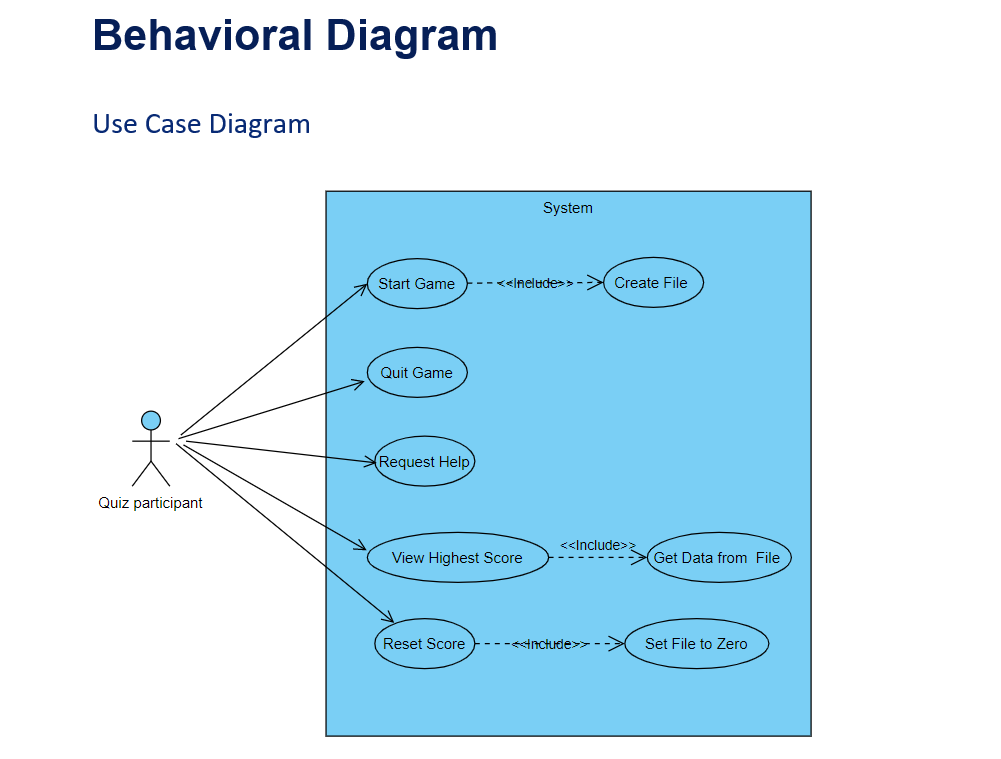 Behavioral Diagram
Use Case Diagram
System
Start Game
<<Include>>
Create File
Quit Game
Request Help
Quiz participant
View Highest Score
<<Include>>
Get Data from  File
Reset Score
<<Include>>
Set File to Zero